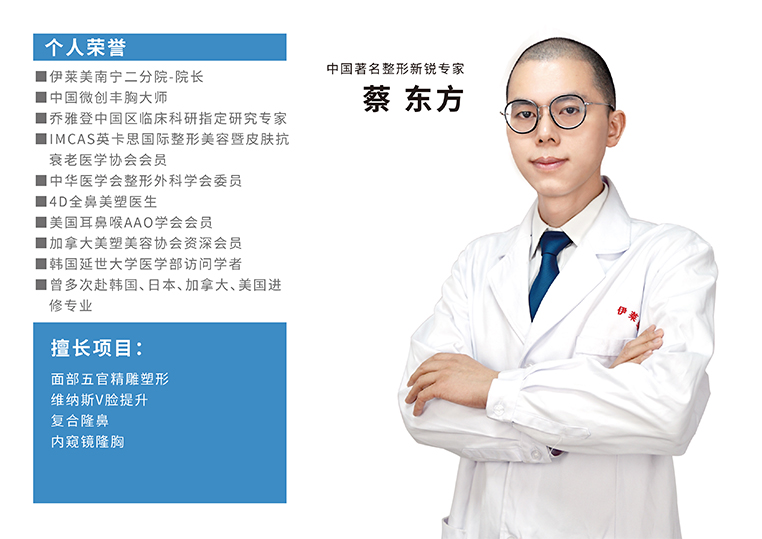 个人荣誉
■伊莱美南宁二分院-院长
■中国微创丰胸大师
■乔雅登中国区临床科研指定研究专家
■IMCAS英卡思国际整形美容暨皮肤抗
衰老医学协会会员
■中华医学会整形外科学会委员
■4D全鼻美塑医生
■美国耳鼻喉AAO学会会员
■加拿大美塑美容协会资深会员
■韩国延世大学医学部访问学者
■曾多次赴韩国、日本、加拿大、美国进
修专业
擅长项目：
面部五官精雕塑形
维纳斯V脸提升
复合隆鼻
内窥镜隆胸
中国著名整形新锐专家
蔡 东方
伊莱